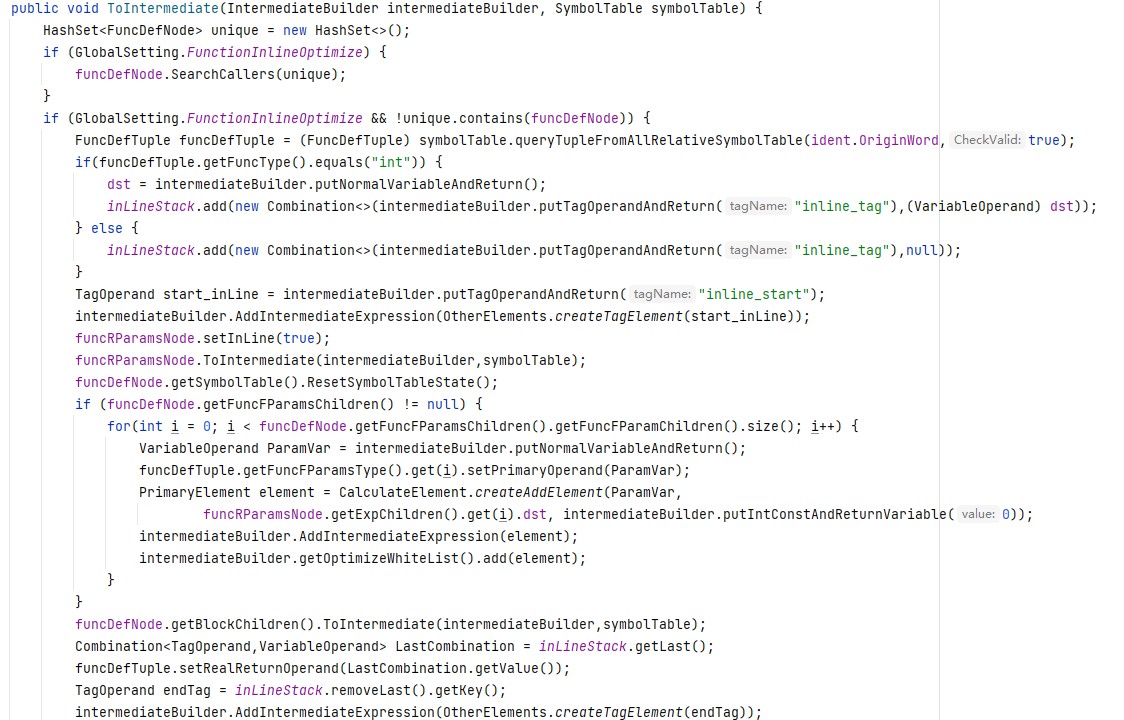 public void ToIntermediate(IntermediateBuilder intermediateBuilder, SymbolTable symbolTable) {
HashSet<FuncDefNode> unique = new HashSet<>();
if (GlobalSetting.FunctionInlineOptimize) {
funcDefNode.SearchCallers(unique);
}
if (GlobalSetting.FunctionInlineOptimize && !unique.contains(funcDefNode)) {
FuncDefTuple funcDefTuple = (FuncDefTuple) symbolTable.queryTupleFromAllRelativeSymbolTable(ident.OriginWord, CheckValid: true);
if(funcDefTuple.getFuncType().equals("int")) {
dst = intermediateBuilder.putNormalVariableAndReturn();
inLineStack.add(new Combination<>(intermediateBuilder.putTagOperandAndReturn( tagName: "inline_tag"),(VariableOperand) dst));
} else {
inLineStack.add(new Combination<>(intermediateBuilder.putTagOperandAndReturn( tagName: "inline_tag"),null));
}
TagOperand start_inLine = intermediateBuilder.putTagOperandAndReturn( tagName: "inline_start");
intermediateBuilder.AddIntermediateExpression(OtherElements.createTagElement(start_inLine));
funcRParamsNode.setInLine(true);
funcRParamsNode.ToIntermediate(intermediateBuilder,symbolTable);
funcDefNode.getSymbolTable().ResetSymbolTableState();
if (funcDefNode.getFuncFParamsChildren() != null) {
for(int i = 0; i < funcDefNode.getFuncFParamsChildren().getFuncFParamChildren().size(); i++) {
VariableOperand ParamVar = intermediateBuilder.putNormalVariableAndReturn();
funcDefTuple.getFuncFParamsType().get(i).setPrimaryOperand(ParamVar);
PrimaryElement element = CalculateElement.createAddElement(ParamVar,
funcRParamsNode.getExpChildren().get(i).dst, intermediateBuilder.putIntConstAndReturnVariable( value: 0));
intermediateBuilder.AddIntermediateExpression(element);
intermediateBuilder.getOptimizeWhiteList().add(element);
}
}
funcDefNode.getBlockChildren().ToIntermediate(intermediateBuilder,symbolTable);
Combination<TagOperand,VariableOperand> LastCombination = inLineStack.getLast();
funcDefTuple.setRealReturnOperand(LastCombination.getValue());
TagOperand endTag = inLineStack.removeLast().getKey();
intermediateBuilder.AddIntermediateExpression(OtherElements.createTagElement(endTag));